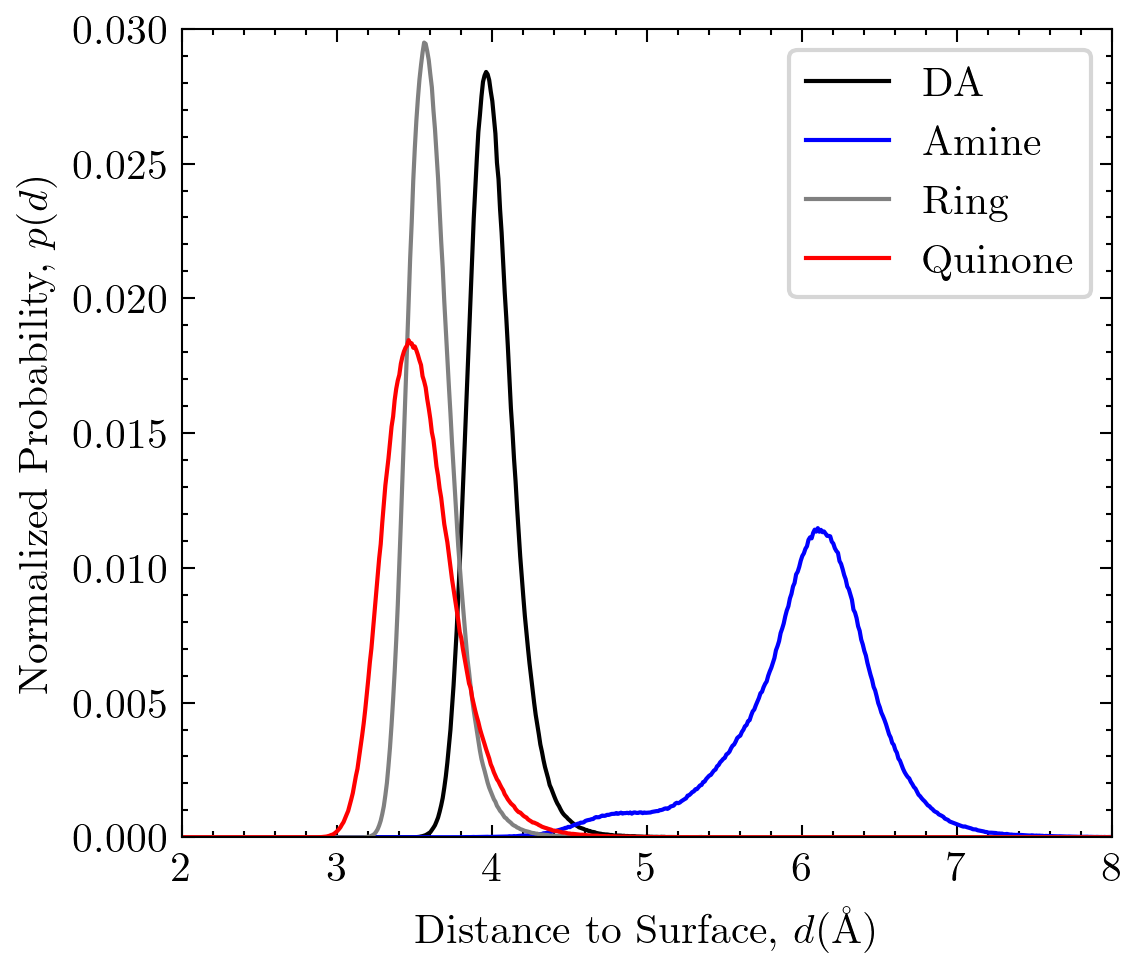 0.030
0.025
0.020
0.015
0.010
0.005
0.000
Normalized Probability, p(d)
DA
Amine
Ring
Quinone
2 3 4 5 6 7 8
Distance to Surface, d(Å)